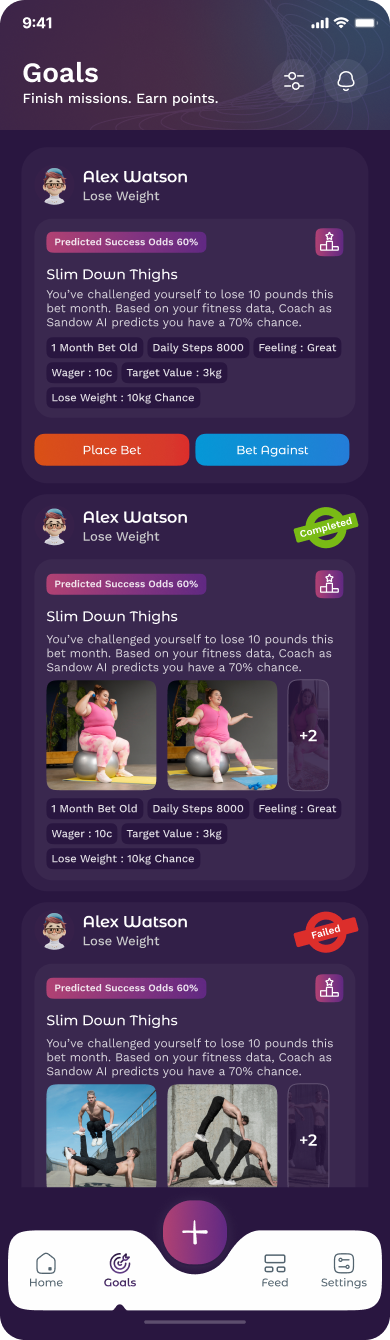 9:41
Goals
Finish missions. Earn points.
Alex Watson
Lose Weight
Predicted Success Odds 60%
Slim Down Thighs
You've challenged yourself to lose 10 pounds this
bet month. Based on your fitness data, Coach as
Sandow AI predicts you have a 70% chance.
1 Month Bet Old Daily Steps 8000 Feeling : Great
Wager : 10c Target Value : 3kg
Lose Weight : 10kg Chance
Place Bet Bet Against
Alex Watson
Lose Weight
Completed
Predicted Success Odds 60%
Slim Down Thighs
You've challenged yourself to lose 10 pounds this
bet month. Based on your fitness data, Coach as
Sandow AI predicts you have a 70% chance.
+2
1 Month Bet Old Daily Steps 8000 Feeling : Great
Wager : 10c Target Value : 3kg
Lose Weight : 10kg Chance
Alex Watson
Lose Weight
Failed
Predicted Success Odds 60%
Slim Down Thighs
You've challenged yourself to lose 10 pounds this
bet month. Based on your fitness data, Coach as
Sandow AI predicts you have a 70% chance.
+2
Home Goals Feed Settings